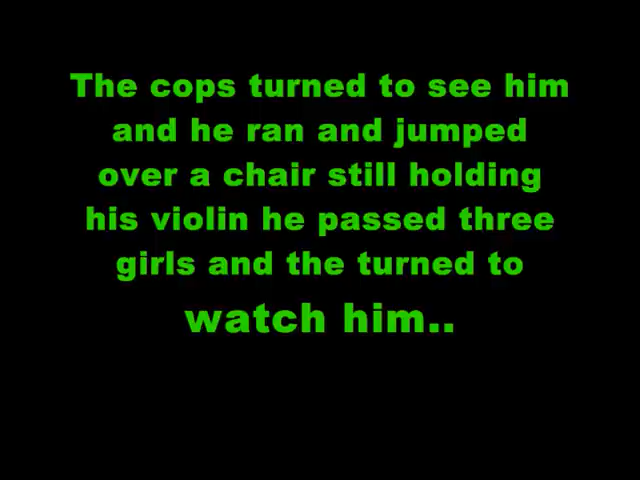 The cops turned to see him
and he ran and jumped
over a chair still holding
his violin he passed three
girls and the turned to
watch him..